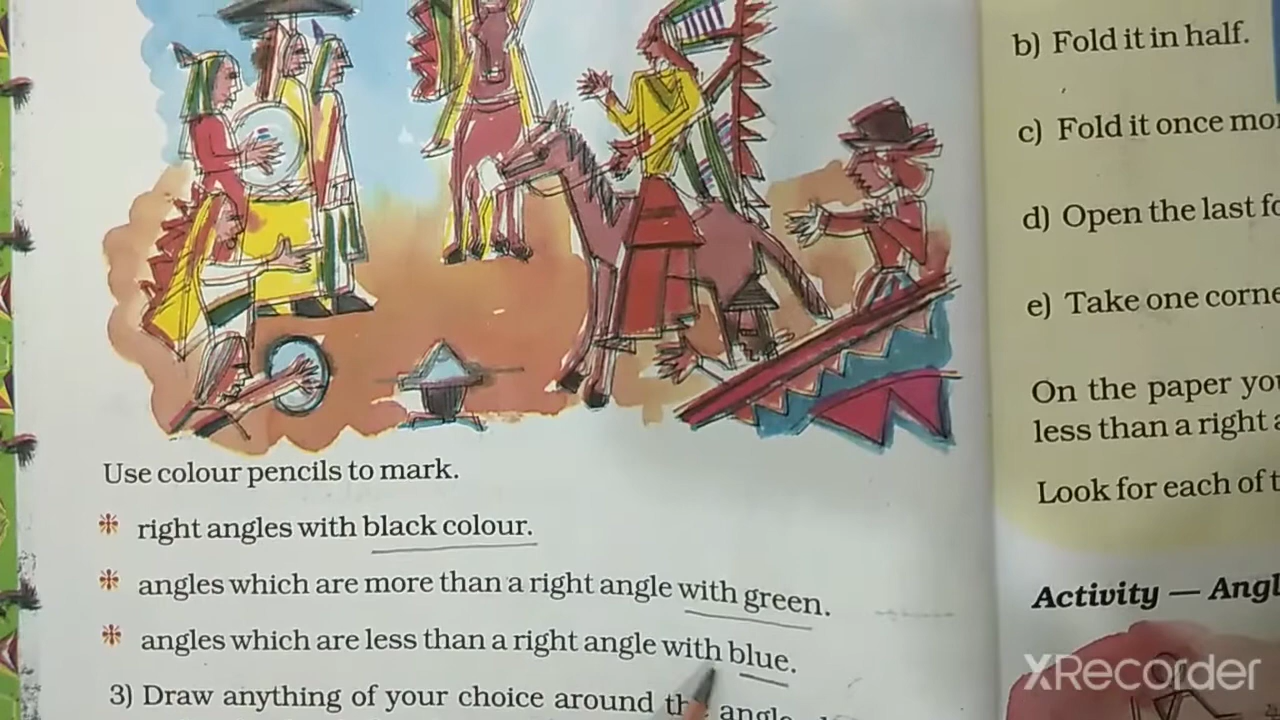 Use colour pencils to mark.
right angles with black colour.
angles which are more than a right angle with green.
angles which are less than a right angle with blue.
3) Draw anything of your choice around
b) Fold it in half.
c) Fold it once
d) Open the last
e) Take one
On the paper
less than a right
Look for each of
Activity —
XRecorder